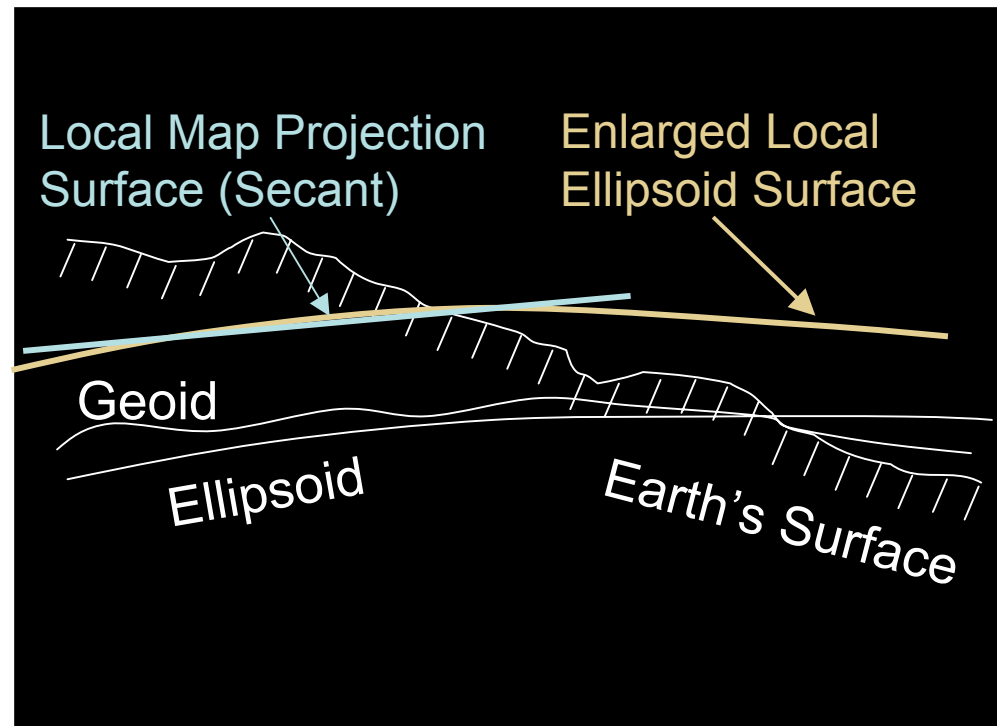 Local Map Projection
Surface (Secant)
Enlarged Local
Ellipsoid Surface
Geoid
Ellipsoid
Earth’s Surface